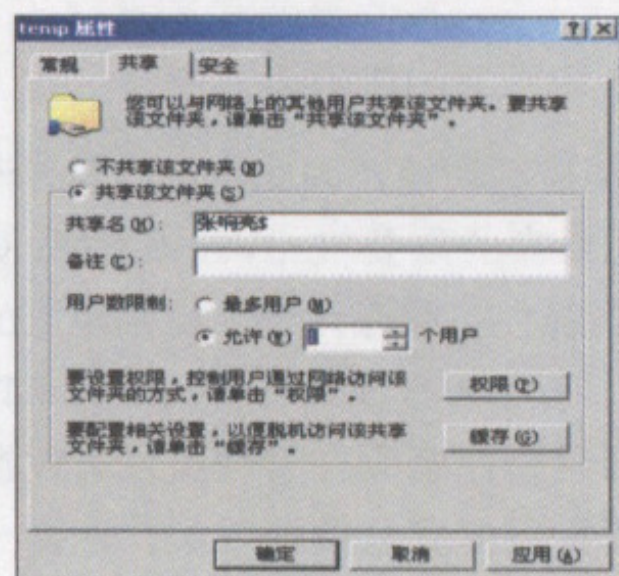 temp 属性
常规 共享 安全
您可以与网络上的其他用户共享该文件夹。要共享
该文件夹，请单击“共享该文件夹”。
不共享该文件夹(N)
共享该文件夹(S)
共享名(H):
张响亮$
备注(C):
用户数限制: 最多用户(M)
允许(W) 个用户
要设置权限，控制用户通过网络访问该
文件夹的方式，请单击“权限”。
权限(P)
要配置相关设置，以便脱机访问该共享
文件夹，请单击“缓存”。
缓存(G)
确定 取消 应用(A)